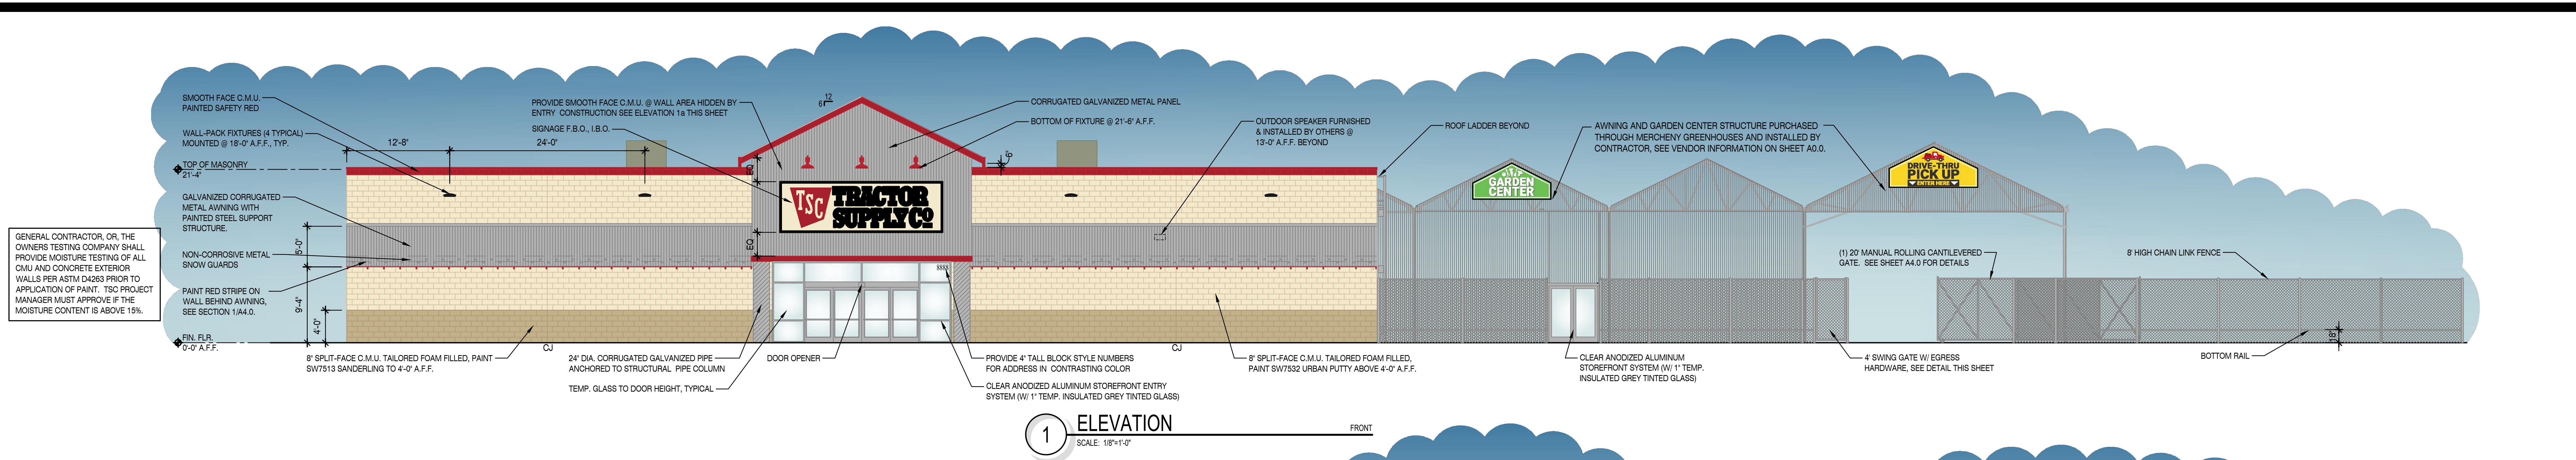 SMOOTH FACE C.M.U.
PAINTED SAFETY RED
WALL-PACK FIXTURES (4 TYPICAL)
MOUNTED @ 18'-0" A.F.F., TYP.
TOP OF MASONRY
21'-4"
GALVANIZED CORRUGATED
METAL AWNING WITH
PAINTED STEEL SUPPORT
STRUCTURE.
GENERAL CONTRACTOR, OR, THE
OWNERS TESTING COMPANY SHALL
PROVIDE MOISTURE TESTING OF ALL
CMU AND CONCRETE EXTERIOR
WALLS PER ASTM D4263 PRIOR TO
APPLICATION OF PAINT. TSC PROJECT
MANAGER MUST APPROVE IF THE
MOISTURE CONTENT IS ABOVE 15%.
NON-CORROSIVE METAL
SNOW GUARDS
PAINT RED STRIPE ON
WALL BEHIND AWNING,
SEE SECTION 1/A4.0.
FIN. FLR.
0'-0" A.F.F.
12'-8"
24'-0"
5'-0"
9'-4"
4'-0"
PROVIDE SMOOTH FACE C.M.U. @ WALL AREA HIDDEN BY
ENTRY CONSTRUCTION SEE ELEVATION 1a THIS SHEET
SIGNAGE F.B.O., I.B.O.
12
6
EQ
EQ
TSC
TRACTOR
SUPPLY CO
$$$$
CORRUGATED GALVANIZED METAL PANEL
BOTTOM OF FIXTURE @ 21'-6" A.F.F.
6"
OUTDOOR SPEAKER FURNISHED
& INSTALLED BY OTHERS @
13'-0" A.F.F. BEYOND
ROOF LADDER BEYOND
AWNING AND GARDEN CENTER STRUCTURE PURCHASED
THROUGH MERCHENY GREENHOUSES AND INSTALLED BY
CONTRACTOR, SEE VENDOR INFORMATION ON SHEET A0.0.
GARDEN
CENTER
DRIVE-THRU
PICK UP
ENTER HERE
(1) 20' MANUAL ROLLING CANTILEVERED
GATE. SEE SHEET A4.0 FOR DETAILS
8' HIGH CHAIN LINK FENCE
8" SPLIT-FACE C.M.U. TAILORED FOAM FILLED, PAINT
SW7513 SANDERLING TO 4'-0" A.F.F.
CJ
24" DIA. CORRUGATED GALVANIZED PIPE
ANCHORED TO STRUCTURAL PIPE COLUMN
TEMP. GLASS TO DOOR HEIGHT, TYPICAL
DOOR OPENER
PROVIDE 4" TALL BLOCK STYLE NUMBERS
FOR ADDRESS IN CONTRASTING COLOR
CLEAR ANODIZED ALUMINUM STOREFRONT ENTRY
SYSTEM (W/ 1" TEMP. INSULATED GREY TINTED GLASS)
CJ
8" SPLIT-FACE C.M.U. TAILORED FOAM FILLED,
PAINT SW7532 URBAN PUTTY ABOVE 4'-0" A.F.F.
CLEAR ANODIZED ALUMINUM
STOREFRONT SYSTEM (W/ 1" TEMP.
INSULATED GREY TINTED GLASS)
4' SWING GATE W/ EGRESS
HARDWARE, SEE DETAIL THIS SHEET
BOTTOM RAIL
18"
1
ELEVATION
SCALE: 1/8"=1'-0"
FRONT